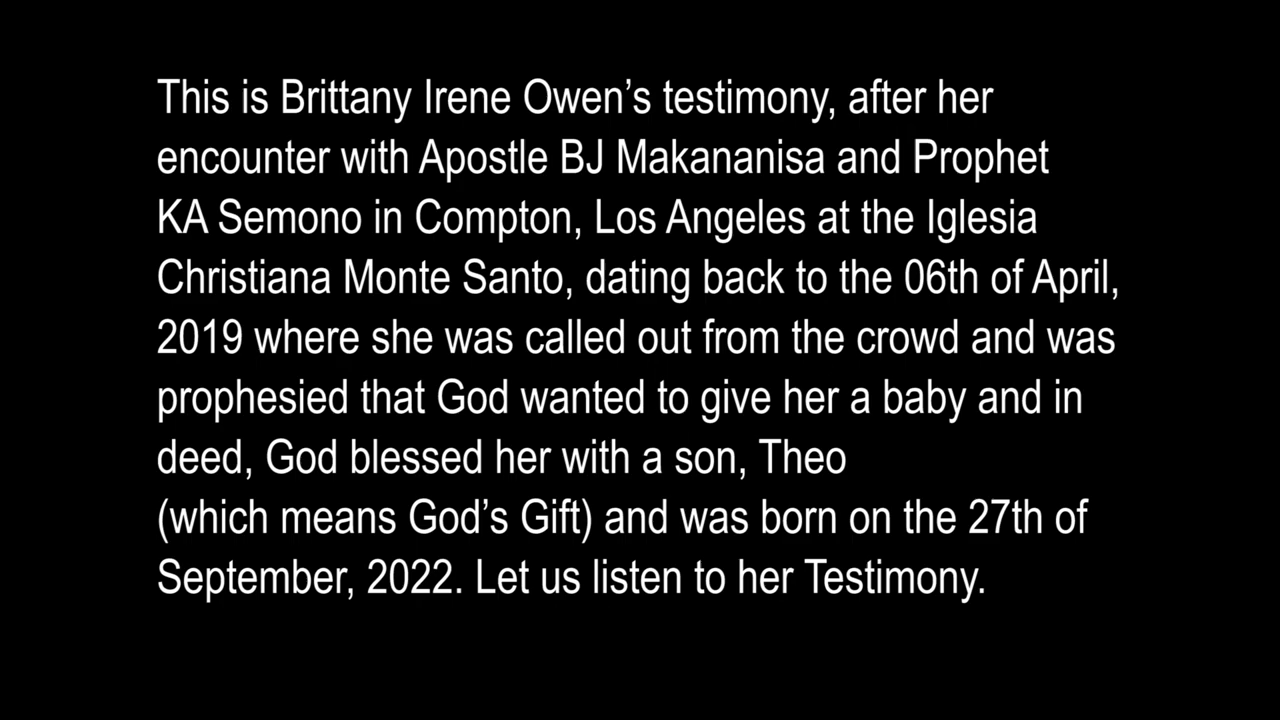 This is Brittany Irene Owen’s testimony, after her
encounter with Apostle BJ Makananisa and Prophet
KA Semono in Compton, Los Angeles at the Iglesia
Christiana Monte Santo, dating back to the 06th of April,
2019 where she was called out from the crowd and was
prophesied that God wanted to give her a baby and in
deed, God blessed her with a son, Theo
(which means God’s Gift) and was born on the 27th of
September, 2022. Let us listen to her Testimony.